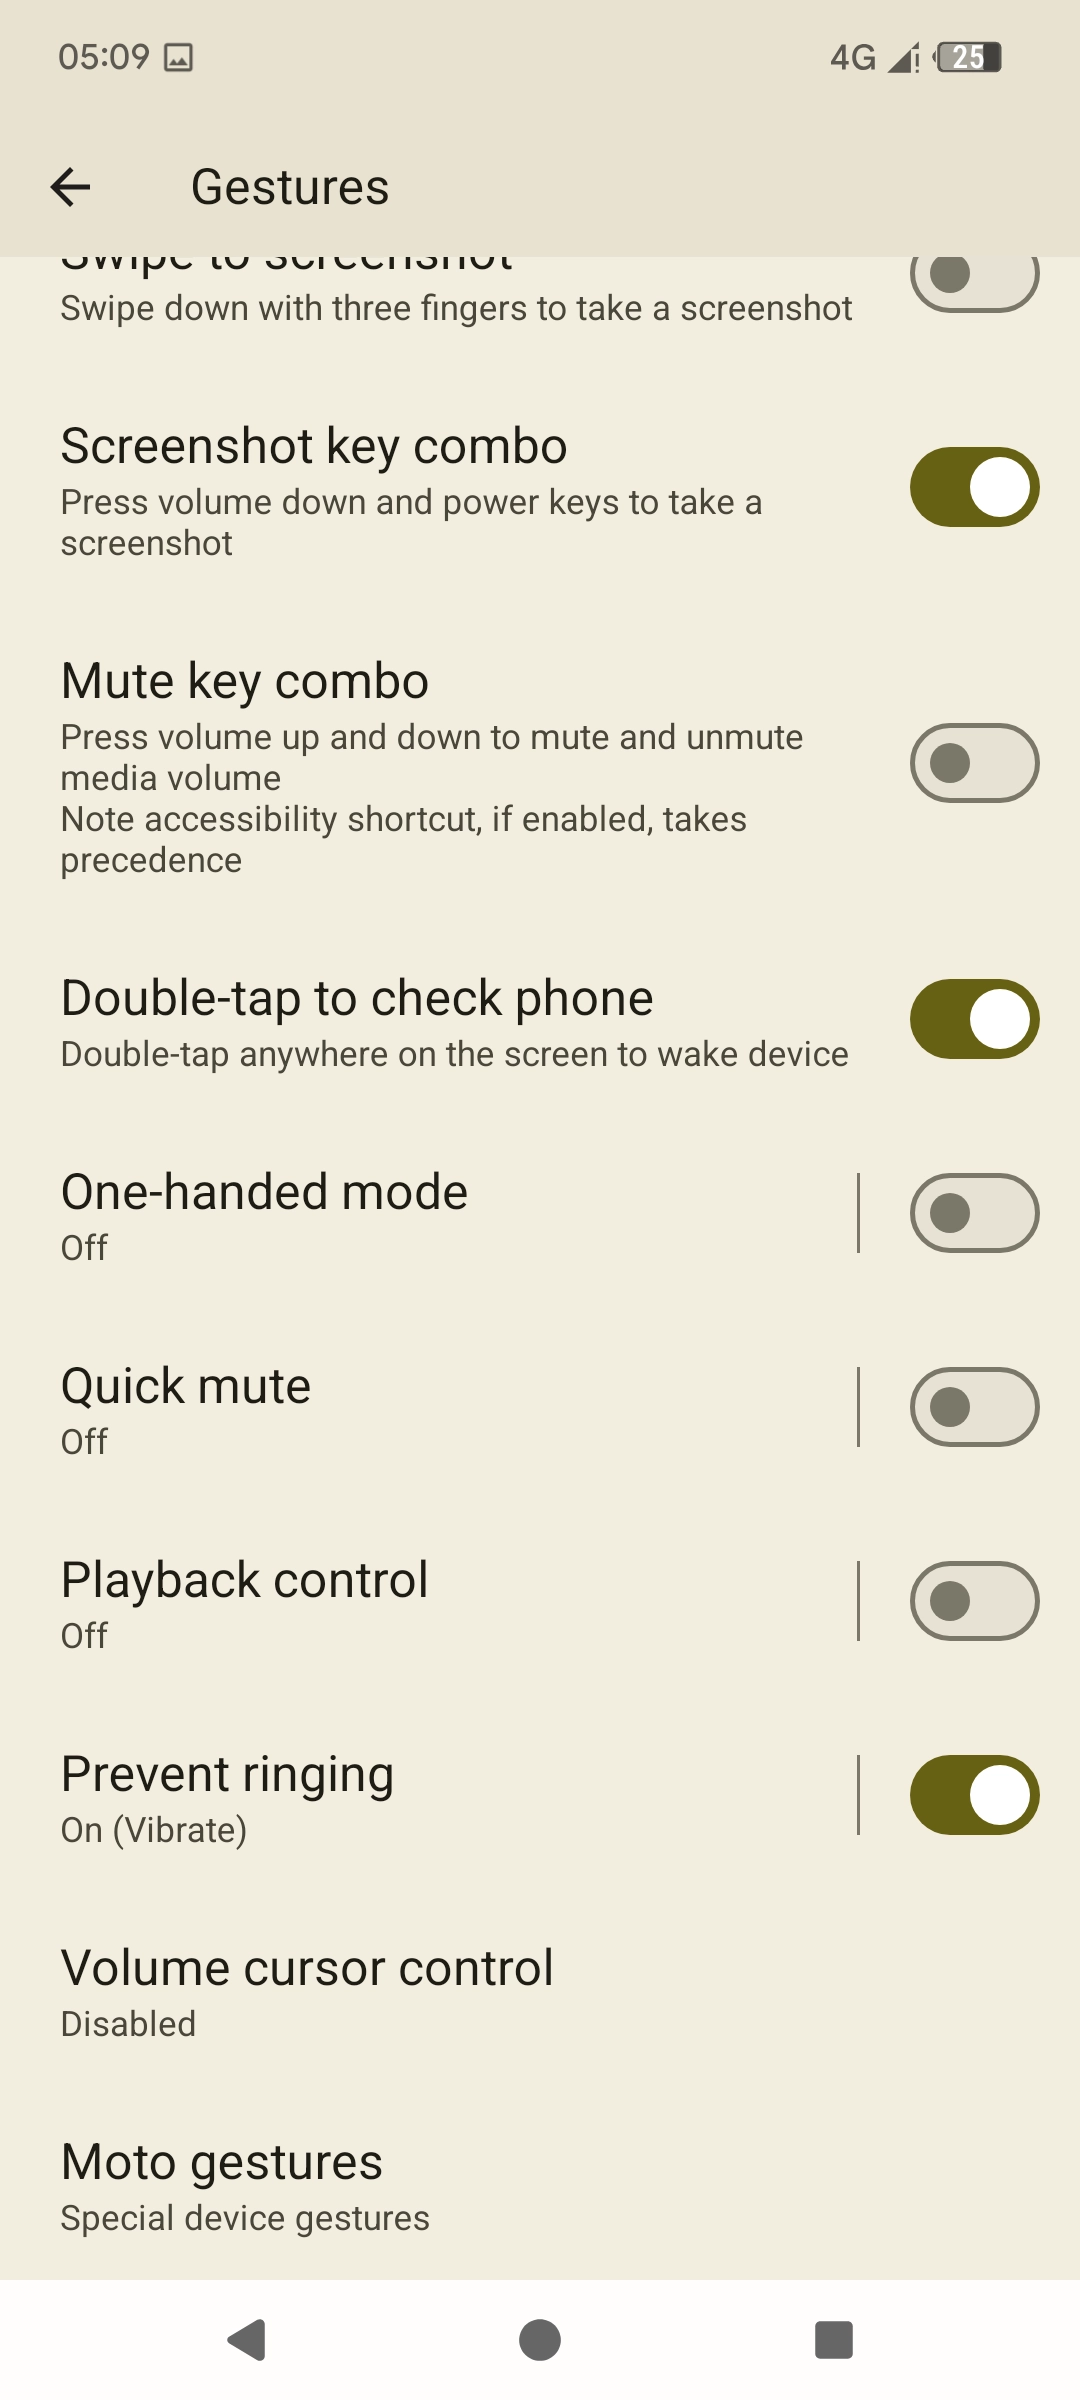 05:09
4G
25
Gestures
Swipe to screenshot
Swipe down with three fingers to take a screenshot
Screenshot key combo
Press volume down and power keys to take a
screenshot
Mute key combo
Press volume up and down to mute and unmute
media volume
Note accessibility shortcut, if enabled, takes
precedence
Double-tap to check phone
Double-tap anywhere on the screen to wake device
One-handed mode
Off
Quick mute
Off
Playback control
Off
Prevent ringing
On (Vibrate)
Volume cursor control
Disabled
Moto gestures
Special device gestures